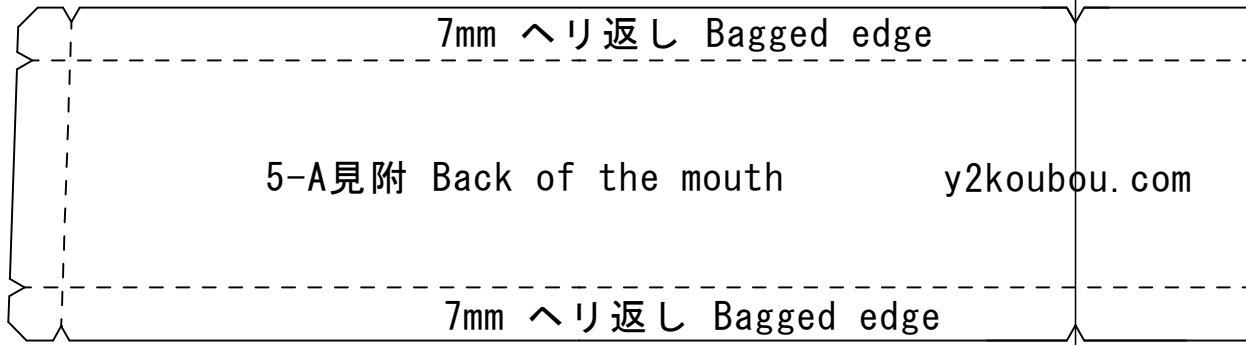 7mm ヘリ返し Bagged edge
5-A見附 Back of the mouth y2koubou.com
7mm ヘリ返し Bagged edge